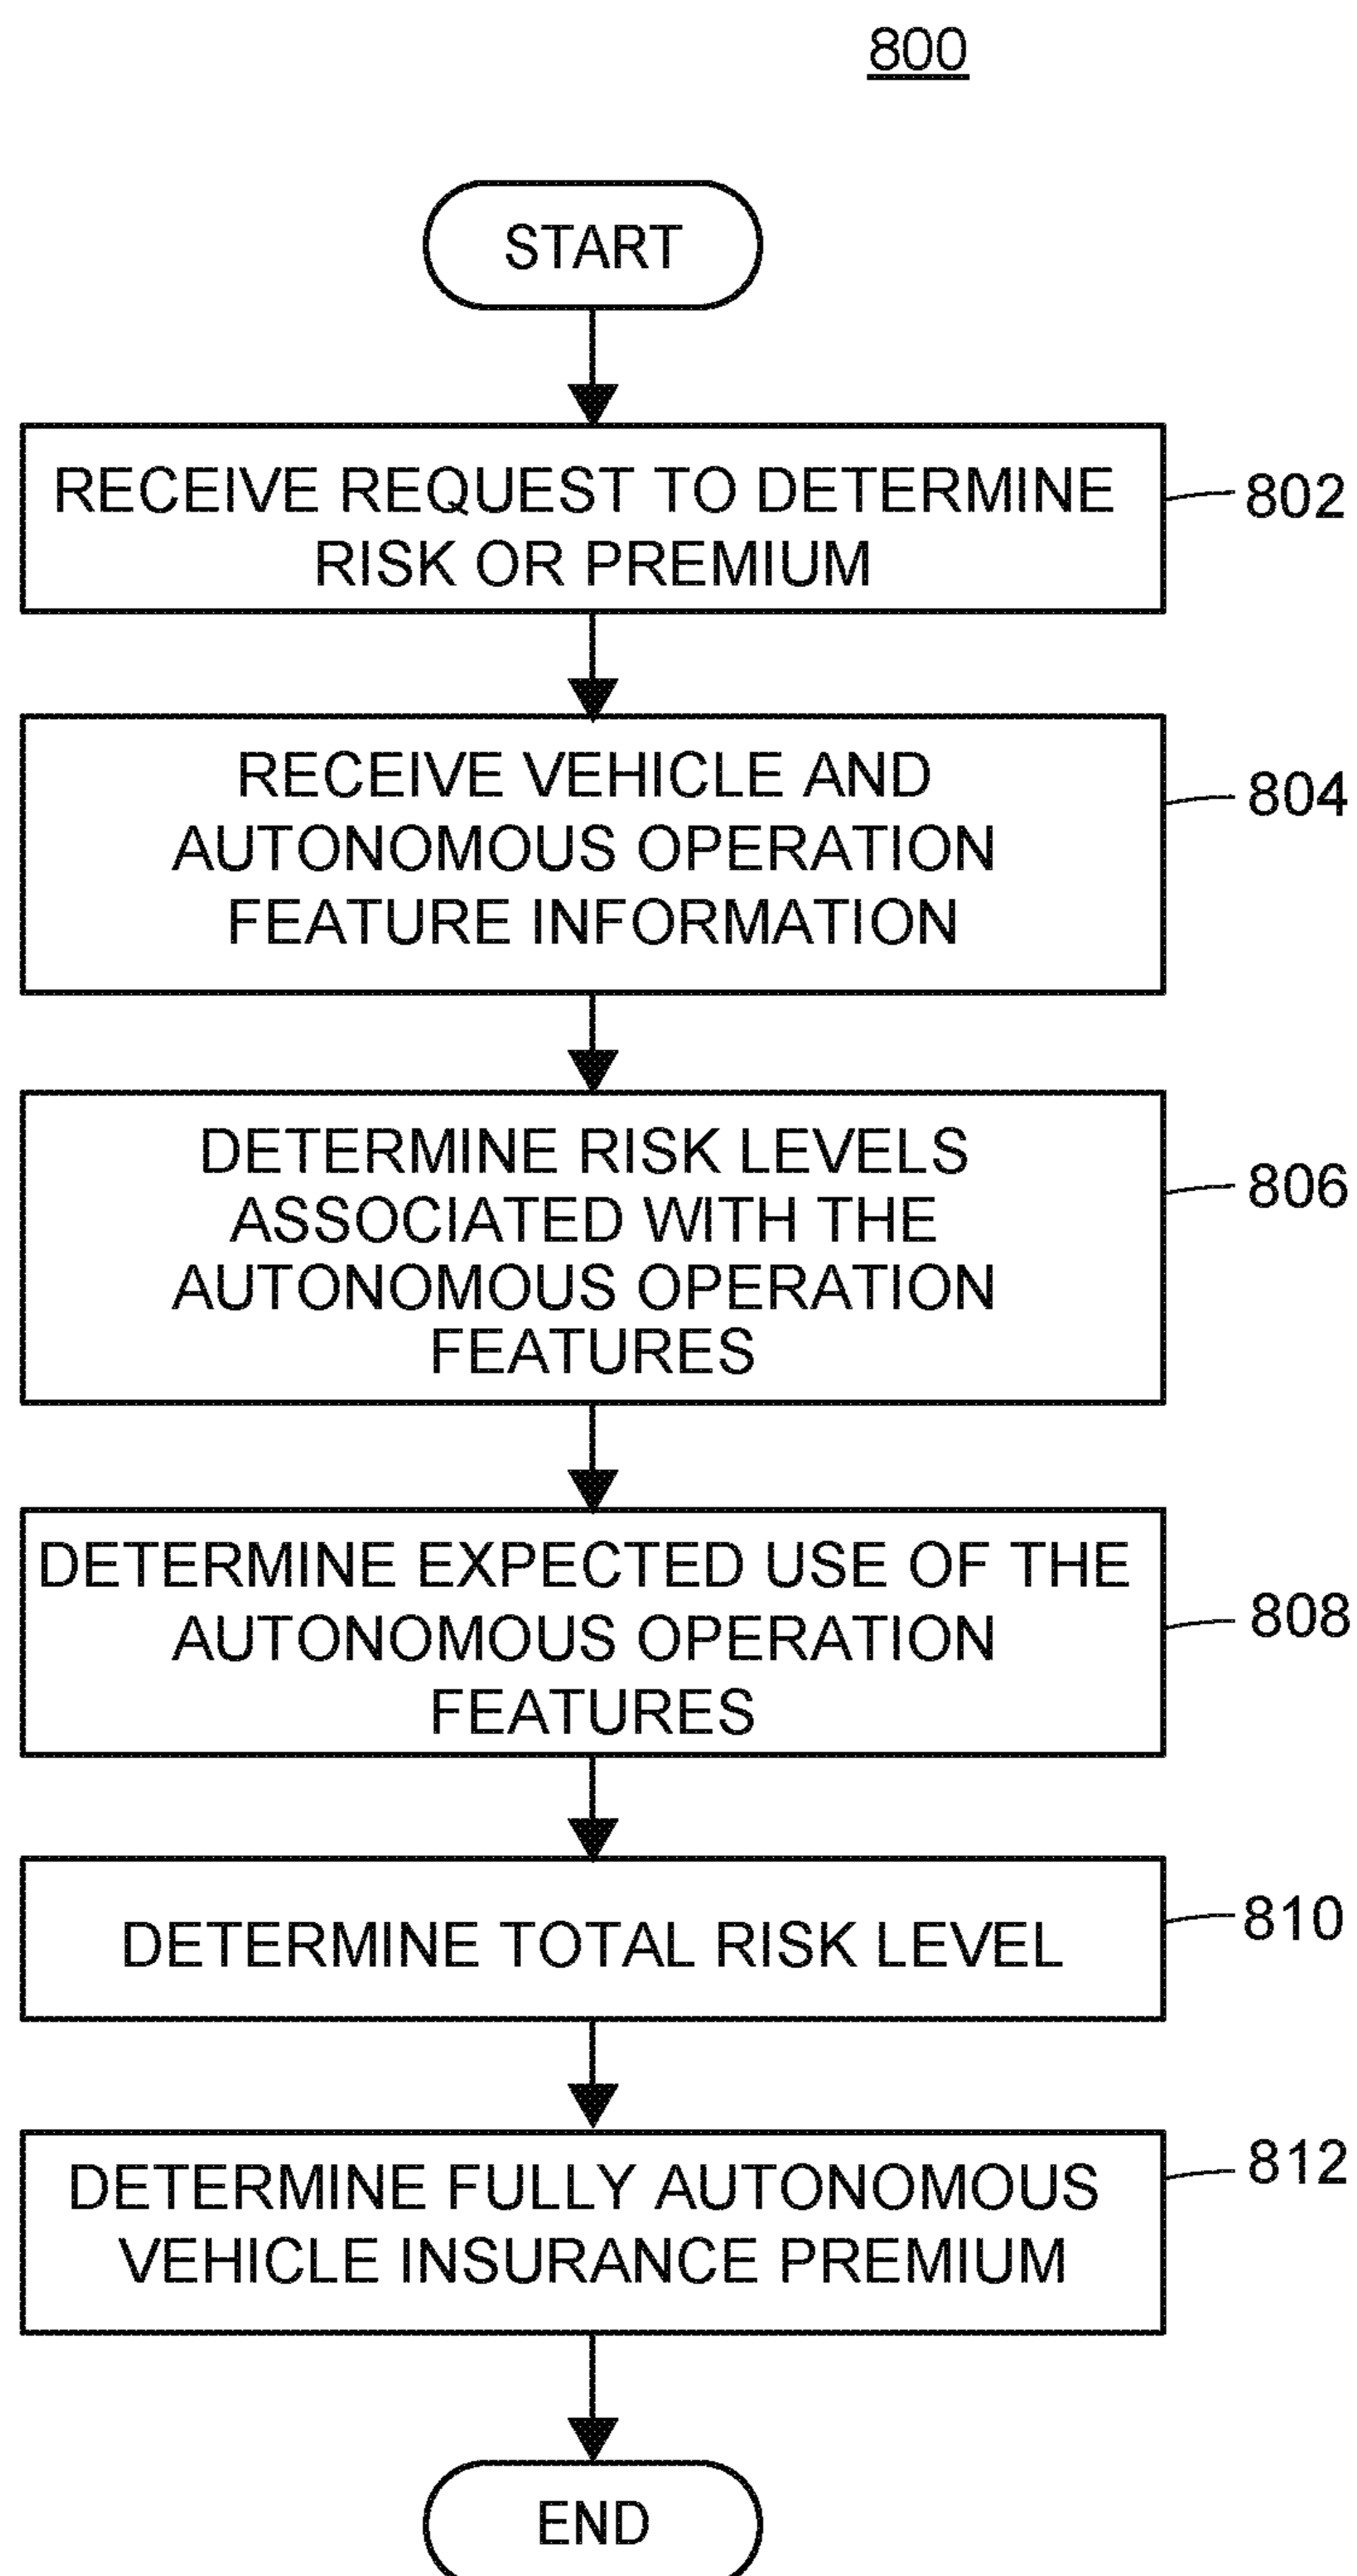 800
START
RECEIVE REQUEST TO DETERMINE
RISK OR PREMIUM
802
RECEIVE VEHICLE AND
AUTONOMOUS OPERATION
FEATURE INFORMATION
804
DETERMINE RISK LEVELS
ASSOCIATED WITH THE
AUTONOMOUS OPERATION
FEATURES
806
DETERMINE EXPECTED USE OF THE
AUTONOMOUS OPERATION
FEATURES
808
DETERMINE TOTAL RISK LEVEL
810
DETERMINE FULLY AUTONOMOUS
VEHICLE INSURANCE PREMIUM
812
END